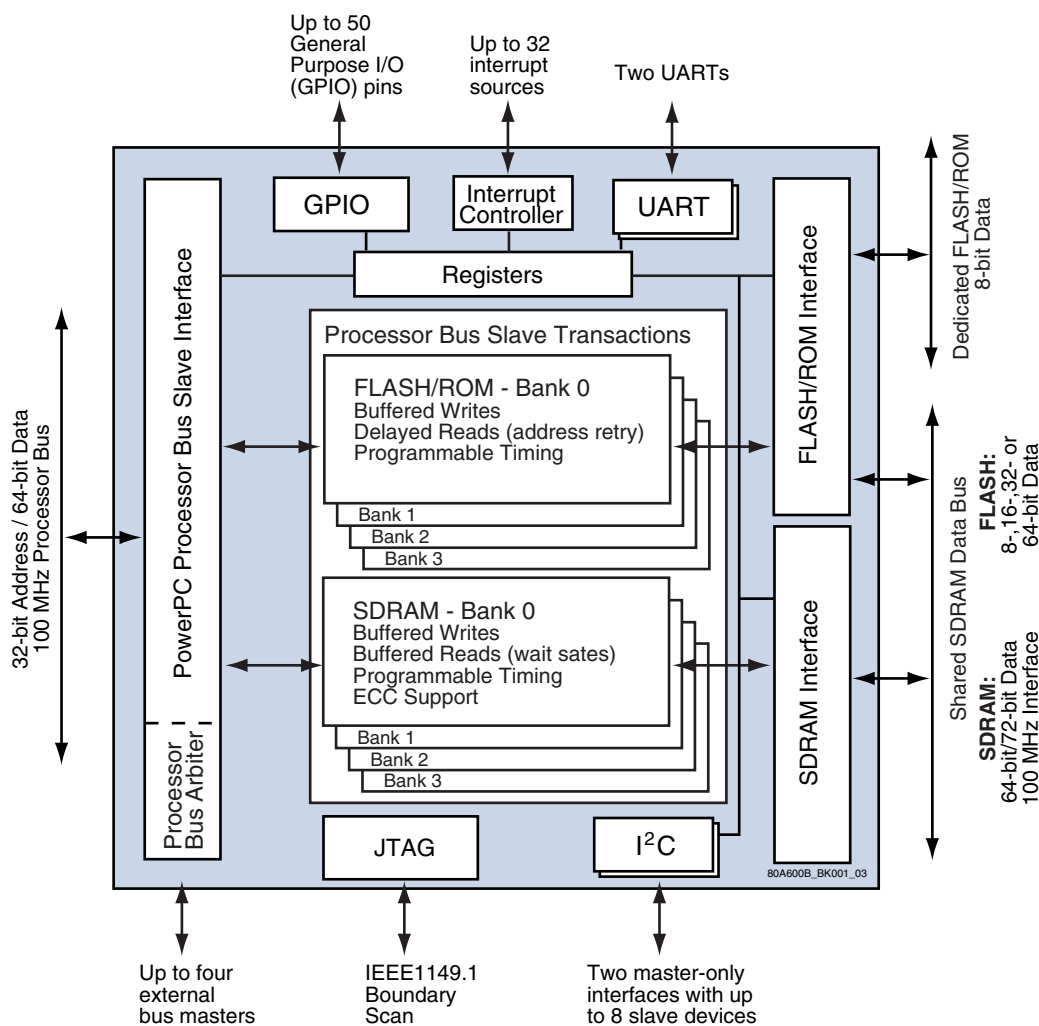 Up to 50
General
Purpose I/O
(GPIO) pins
Up to 32
interrupt
sources
Two UARTs
GPIO
Interrupt
Controller
UART
Registers
PowerPC Processor Bus Slave Interface
Processor
Bus Arbiter
32-bit Address / 64-bit Data
100 MHz Processor Bus
Processor Bus Slave Transactions
FLASH/ROM - Bank 0
Buffered Writes
Delayed Reads (address retry)
Programmable Timing
Bank 1
Bank 2
Bank 3
SDRAM - Bank 0
Buffered Writes
Buffered Reads (wait sates)
Programmable Timing
ECC Support
Bank 1
Bank 2
Bank 3
FLASH/ROM Interface
SDRAM Interface
Dedicated FLASH/ROM
8-bit Data
Shared SDRAM Data Bus
FLASH:
8-,16-,32- or
64-bit Data
SDRAM:
64-bit/72-bit Data
100 MHz Interface
JTAG
I²C
80A600B_BK001_03
Up to four
external
bus masters
IEEE1149.1
Boundary
Scan
Two master-only
interfaces with up
to 8 slave devices